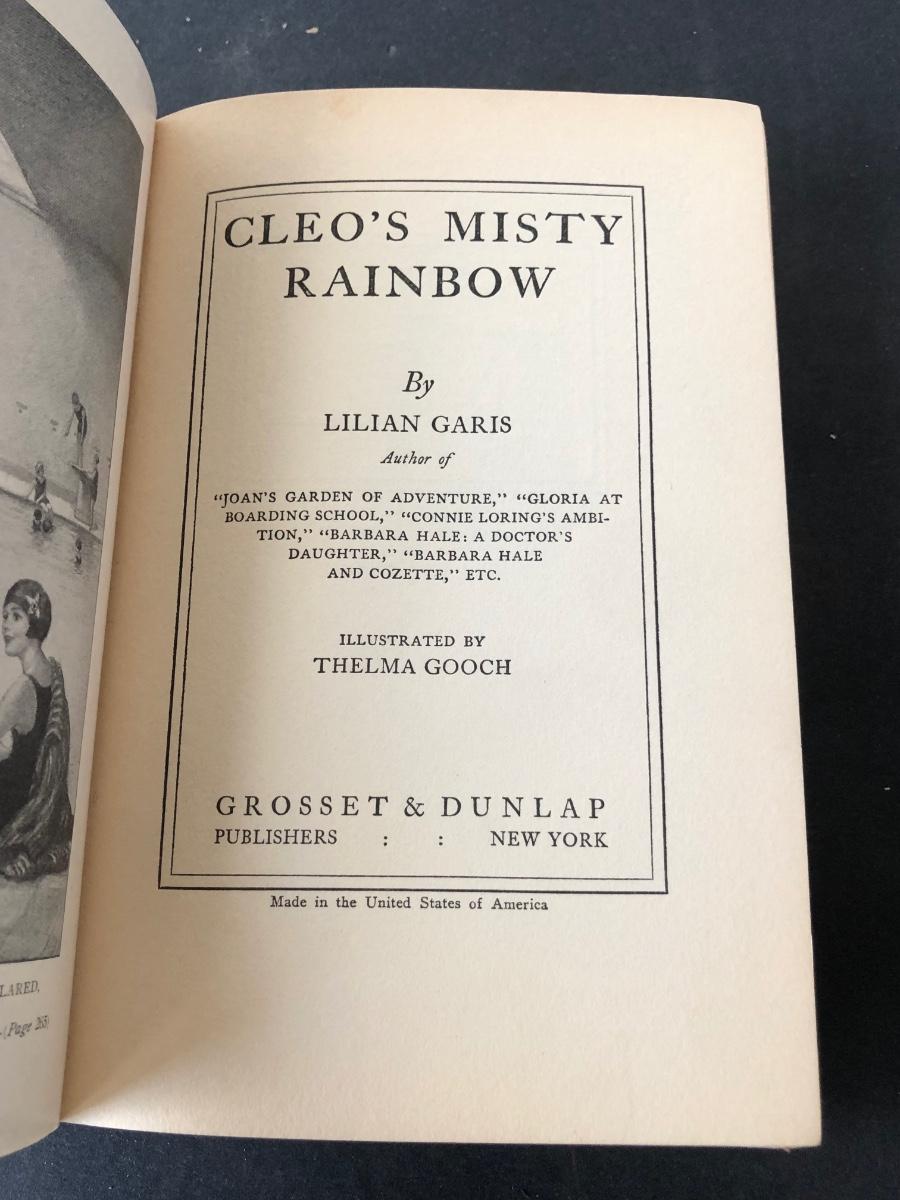 CLEO'S MISTY
RAINBOW
By
LILIAN GARIS
Author of
“JOAN'S GARDEN OF ADVENTURE,” “GLORIA AT
BOARDING SCHOOL,” “CONNIE LORING'S AMBI-
TION,” “BARBARA HALE: A DOCTOR'S
DAUGHTER,” “BARBARA HALE
AND COZETTE,” ETC.
ILLUSTRATED BY
THELMA GOOCH
GROSSET & DUNLAP
PUBLISHERS : : NEW YORK
Made in the United States of America
LARED,
(Page 265)